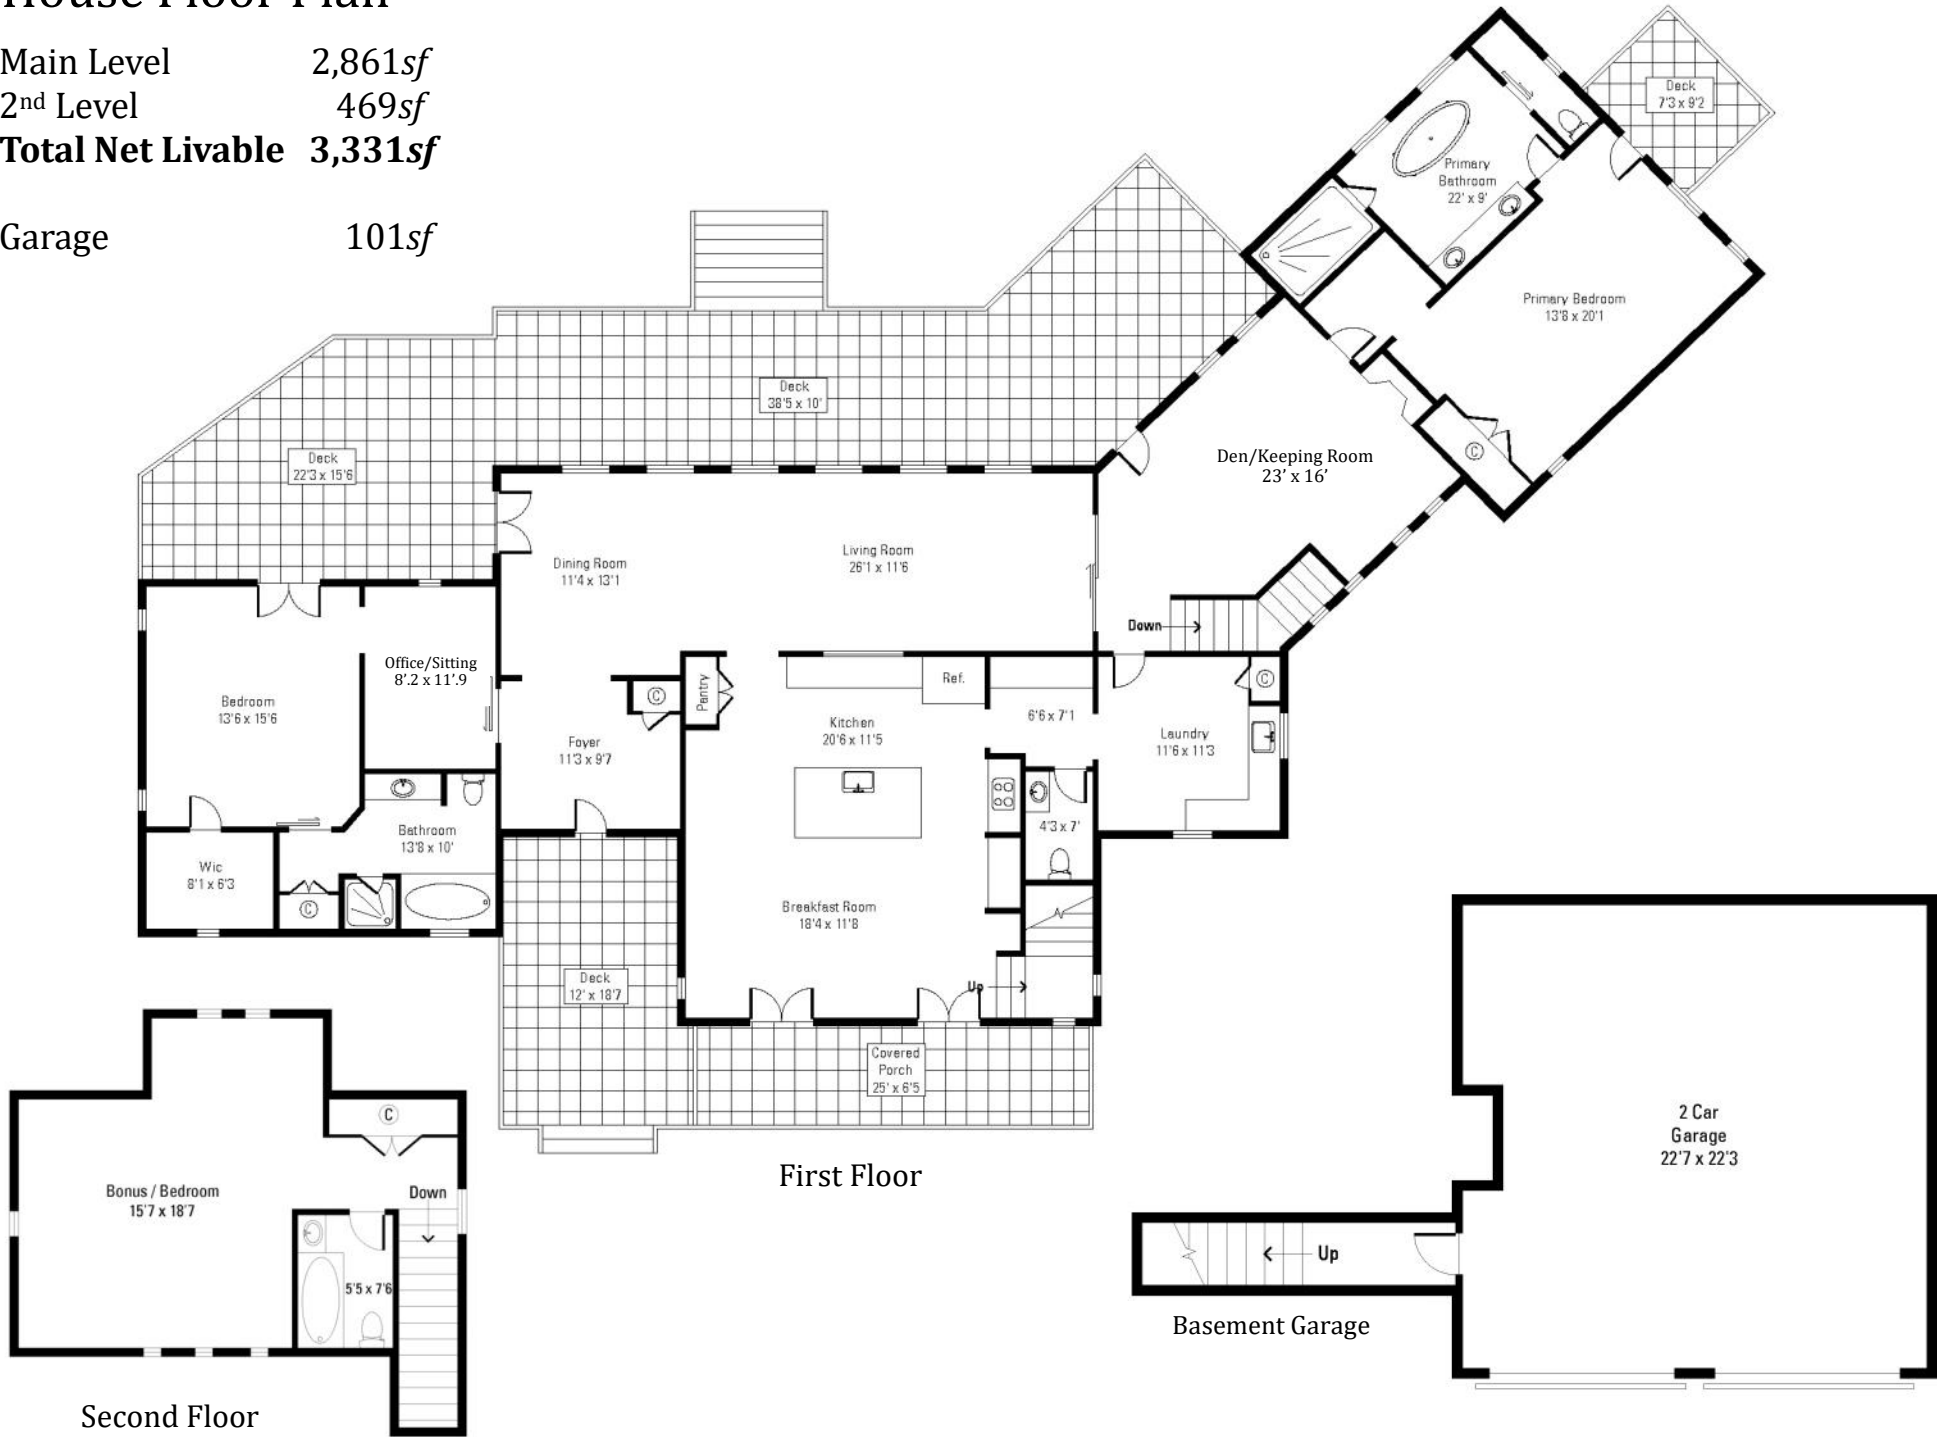 House Floor Plan
Main Level 2,861sf
2nd Level 469sf
Total Net Livable 3,331sf
Garage 101sf
Deck
7'3 x 9'2
Primary
Bathroom
22' x 9'
Primary Bedroom
13'8 x 20'1
Deck
38'5 x 10'
Deck
22'3 x 15'6
Den/Keeping Room
23' x 16'
C
Dining Room
11'4 x 13'1
Living Room
26'1 x 11'6
Down
Office/Sitting
8'.2 x 11'.9
Bedroom
13'6 x 15'6
C
Pantry
Ref.
C
Kitchen
20'6 x 11'5
6'6 x 7'1
Laundry
11'6 x 11'3
Foyer
11'3 x 9'7
Bathroom
13'8 x 10'
4'3 x 7'
Wic
8'1 x 6'3
C
Breakfast Room
18'4 x 11'8
Deck
12' x 18'7
Up
Covered
Porch
25' x 6'5
First Floor
C
Bonus / Bedroom
15'7 x 18'7
Down
5'5 x 7'6
Second Floor
2 Car
Garage
22'7 x 22'3
Up
Basement Garage